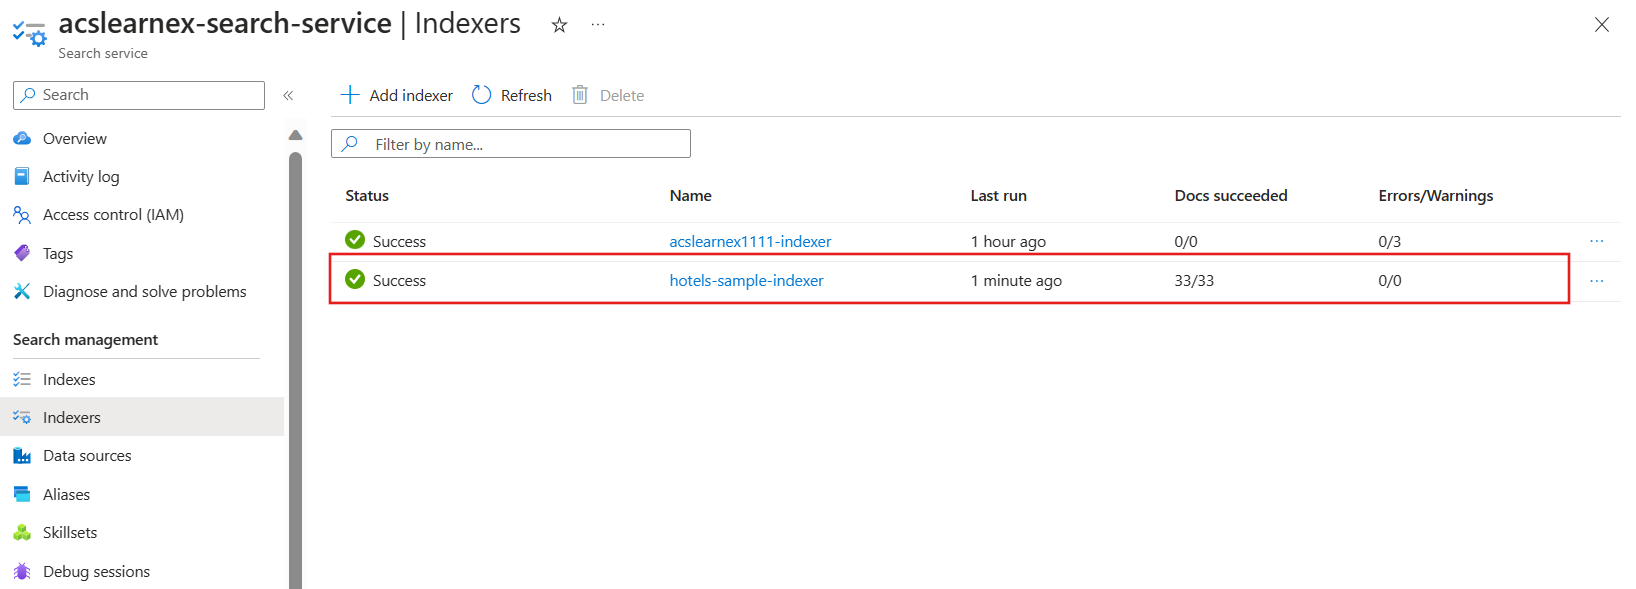 acslearnex-search-service | Indexers
Search service
Search
Overview
Activity log
Access control (IAM)
Tags
Diagnose and solve problems
Search management
Indexes
Indexers
Data sources
Aliases
Skillsets
Debug sessions
Add indexer Refresh Delete
Filter by name...
Status Name Last run Docs succeeded Errors/Warnings
Success acslearnex1111-indexer 1 hour ago 0/0 0/3
Success hotels-sample-indexer 1 minute ago 33/33 0/0